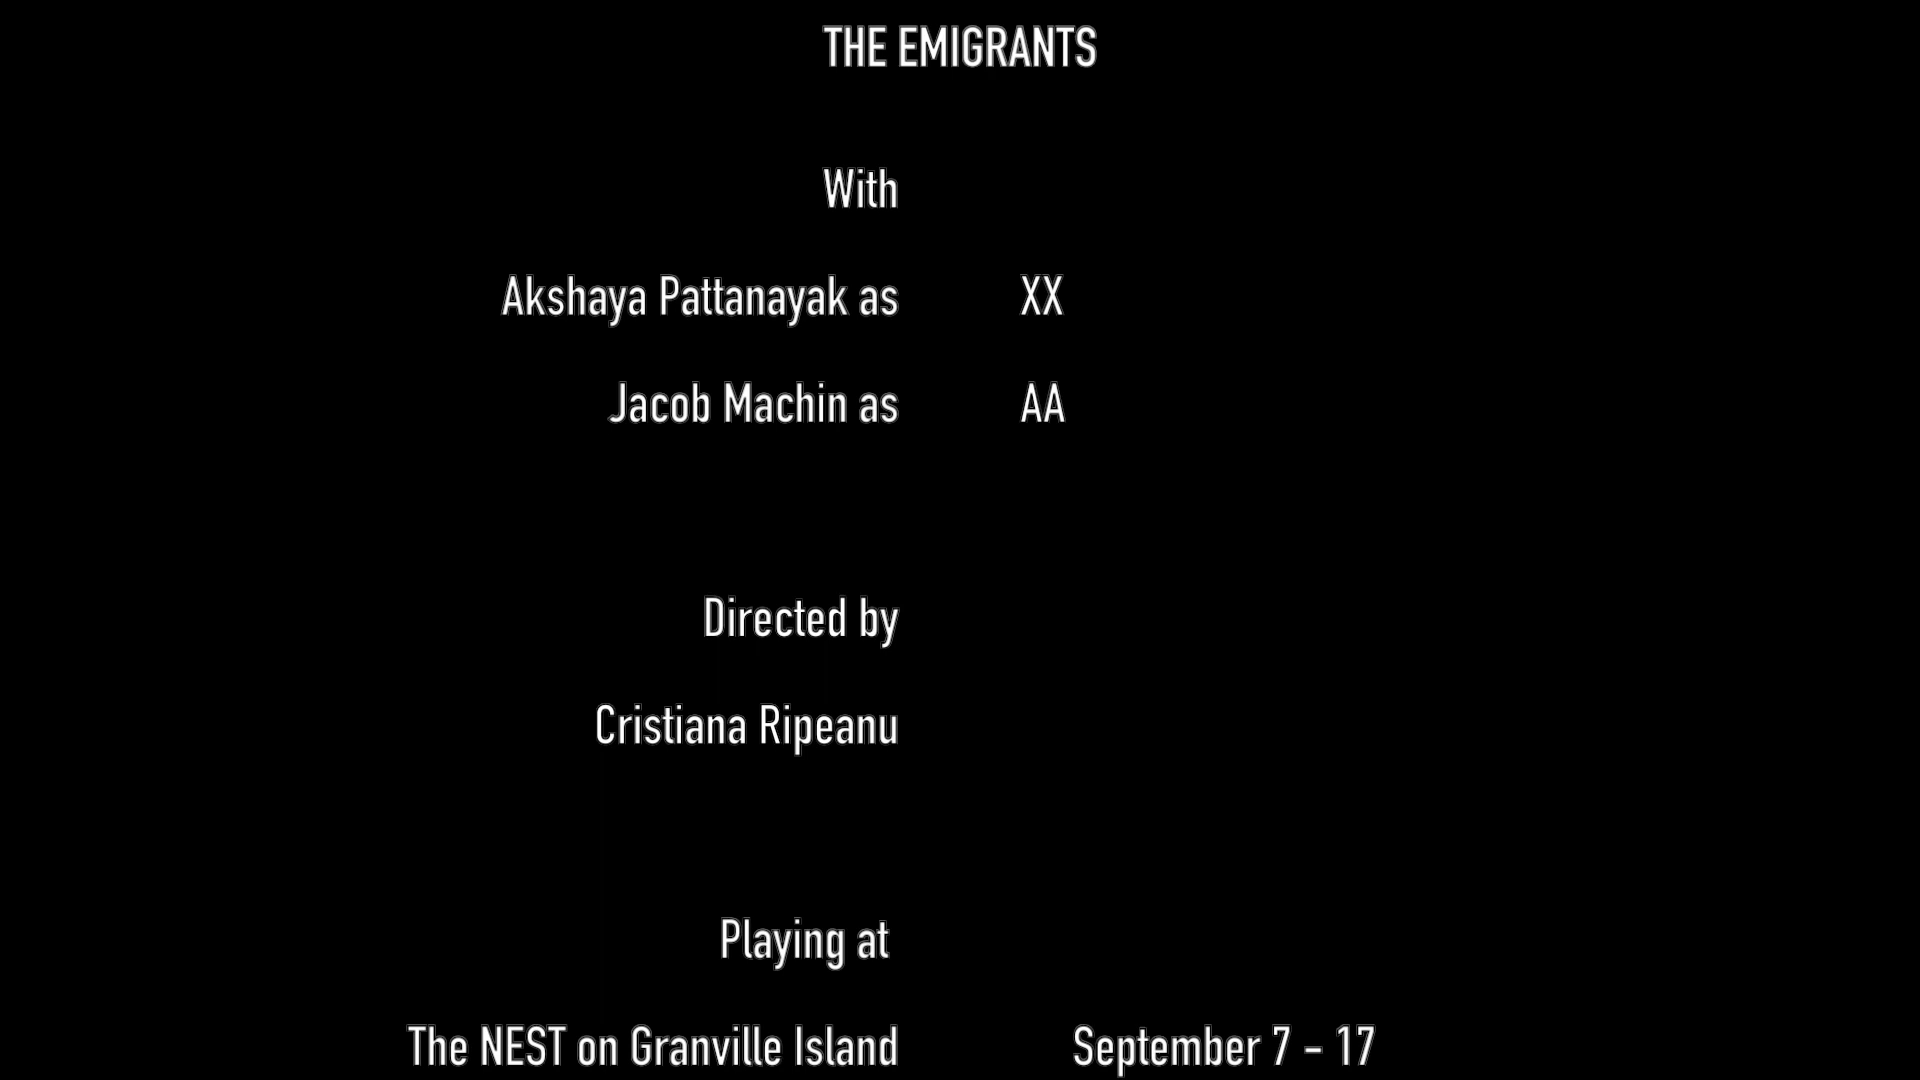 THE EMIGRANTS
With
Akshaya Pattanayak as XX
Jacob Machin as AA
Directed by
Cristiana Ripeanu
Playing at
The NEST on Granville Island September 7 - 17